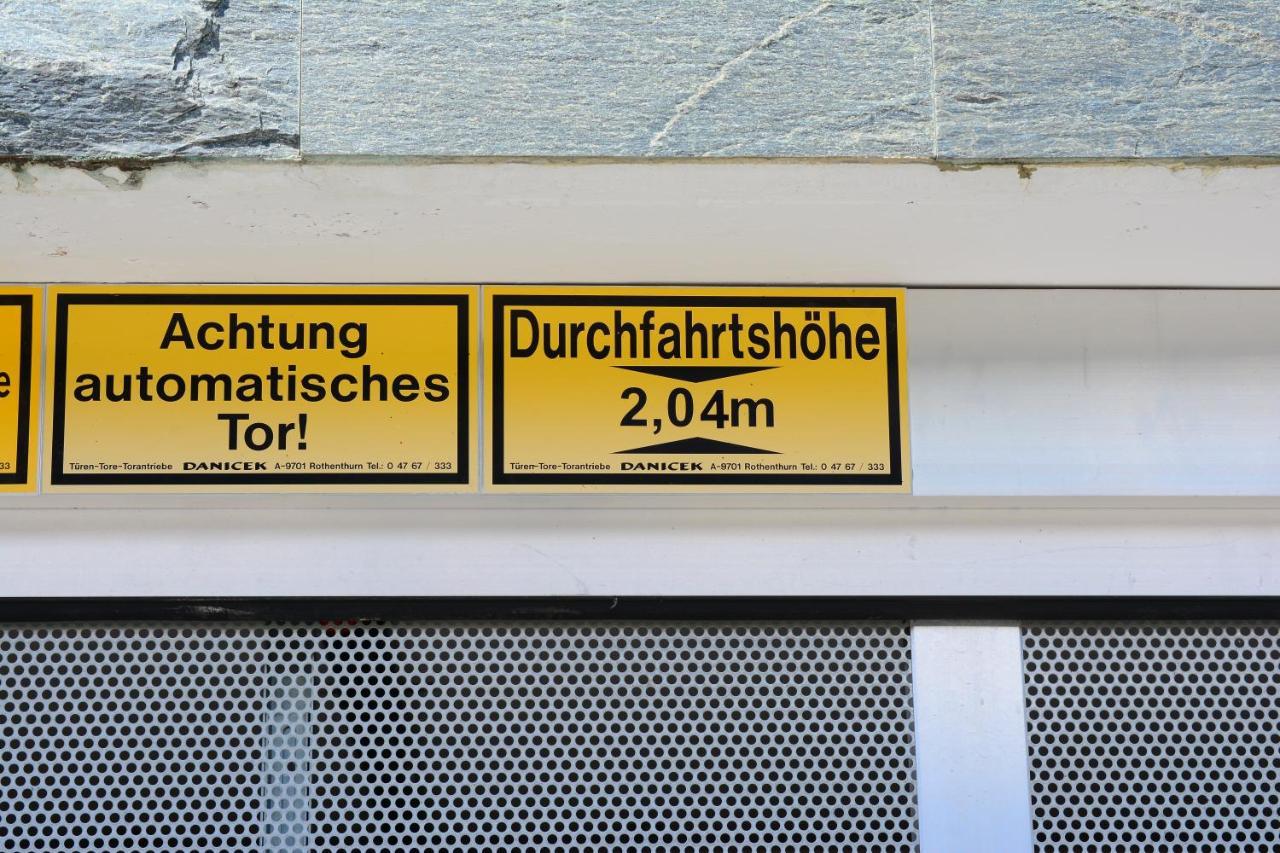 e
33
Achtung
automatisches
Tor!
Türen-Tore-Torantriebe DANICEK A-9701 Rothenthurn Tel.: 0 47 67 / 333
Durchfahrtshöhe
2,04m
Türen-Tore-Torantriebe DANICEK A-9701 Rothenthurn Tel.: 0 47 67 / 333